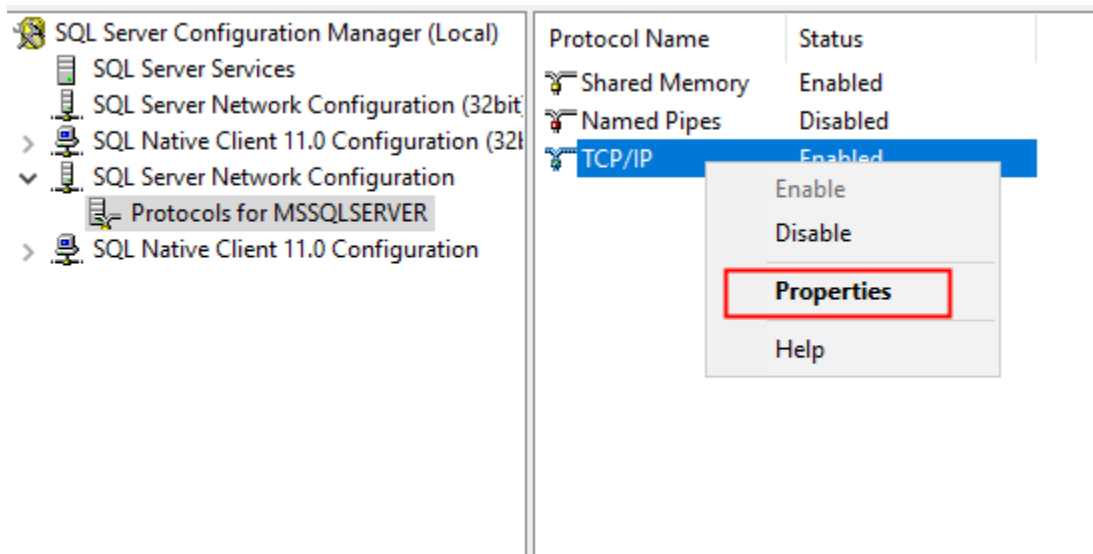 SQL Server Configuration Manager (Local)
SQL Server Services
SQL Server Network Configuration (32bit
SQL Native Client 11.0 Configuration (32b
SQL Server Network Configuration
Protocols for MSSQLSERVER
SQL Native Client 11.0 Configuration
Protocol Name Status
Shared Memory Enabled
Named Pipes Disabled
TCP/IP Enabled
Enable
Disable
Properties
Help